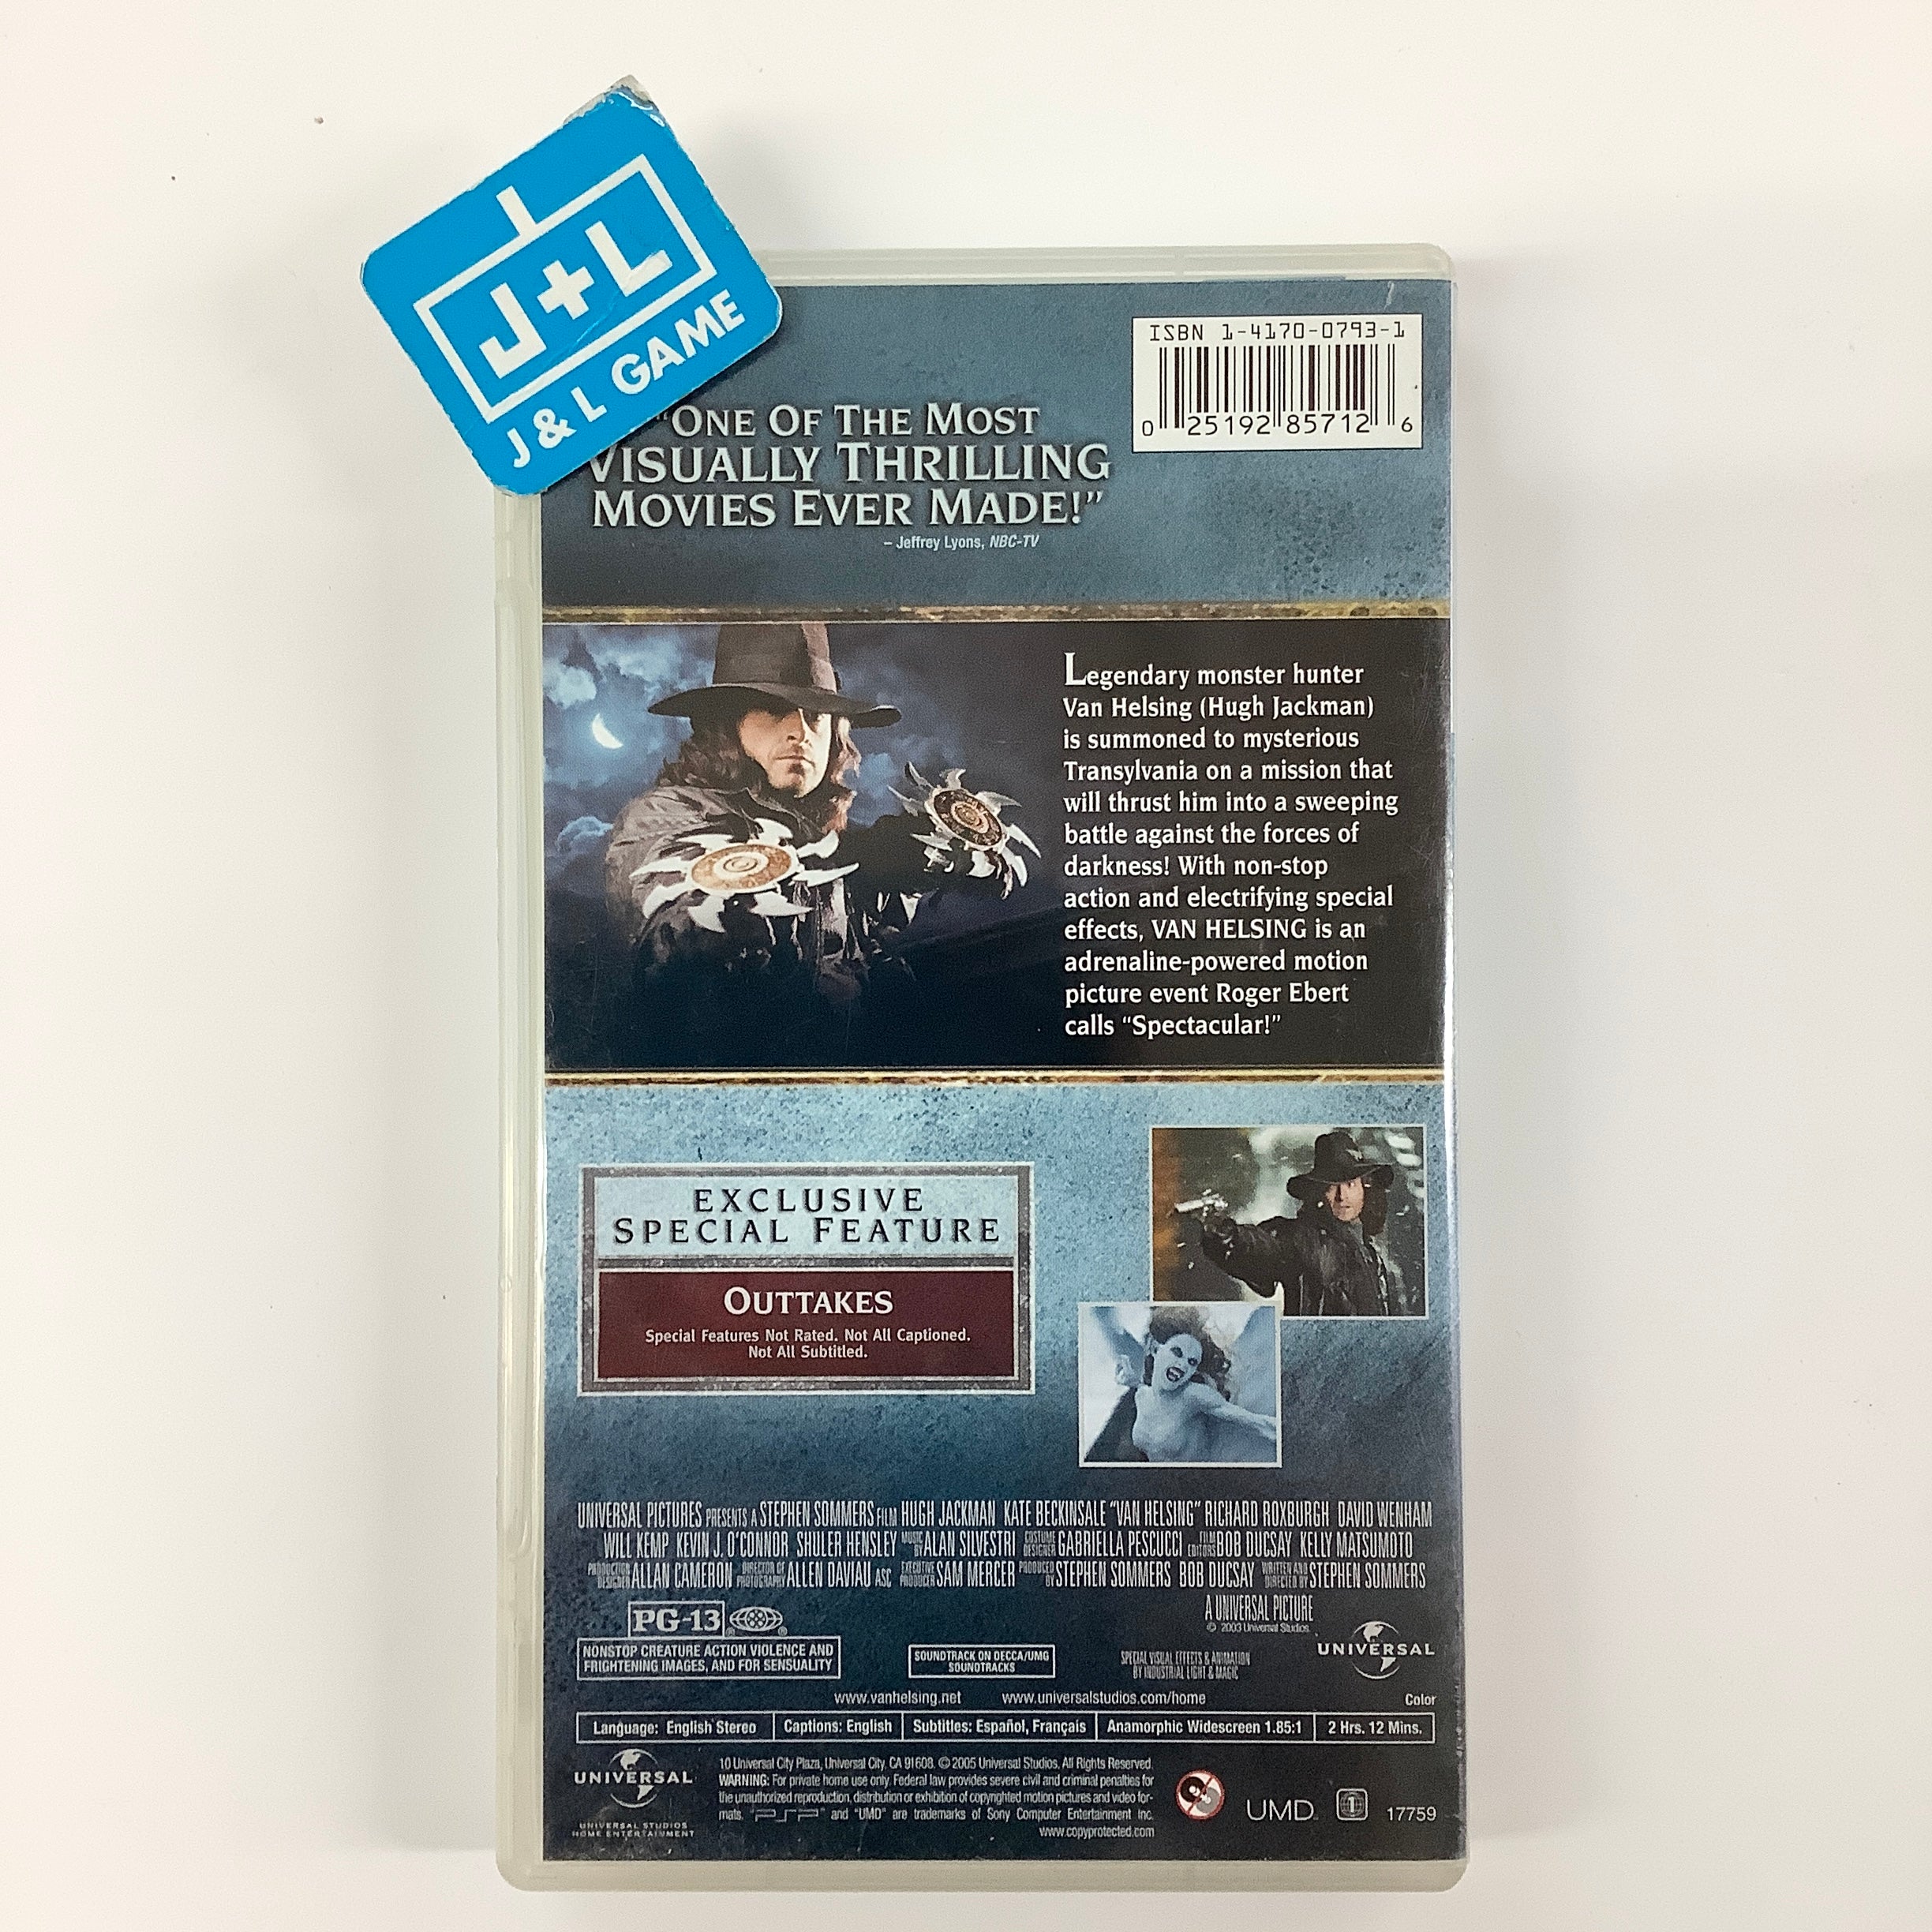 J+L
J & L GAME
ISBN 1-4170-0793-1
0 25192 85712 6
"ONE OF THE MOST
VISUALLY THRILLING
MOVIES EVER MADE!"
– Jeffrey Lyons, NBC-TV
Legendary monster hunter
Van Helsing (Hugh Jackman)
is summoned to mysterious
Transylvania on a mission that
will thrust him into a sweeping
battle against the forces of
darkness! With non-stop
action and electrifying special
effects, VAN HELSING is an
adrenaline-powered motion
picture event Roger Ebert
calls "Spectacular!"
EXCLUSIVE
SPECIAL FEATURE
OUTTAKES
Special Features Not Rated. Not All Captioned.
Not All Subtitled.
UNIVERSAL PICTURES PRESENTS A STEPHEN SOMMERS FILM HUGH JACKMAN KATE BECKINSALE "VAN HELSING" RICHARD ROXBURGH DAVID WENHAM
WILL KEMP KEVIN J. O'CONNOR SHULER HENSLEY MUSIC BY ALAN SILVESTRI COSTUME DESIGNER GABRIELLA PESCUCCI FILM EDITORS BOB DUCSAY KELLY MATSUMOTO
PRODUCTION DESIGNER ALLAN CAMERON DIRECTOR OF PHOTOGRAPHY ALLEN DAVIAU ASC EXECUTIVE PRODUCER SAM MERCER PRODUCED BY STEPHEN SOMMERS BOB DUCSAY WRITTEN AND DIRECTED BY STEPHEN SOMMERS
PG-13
NONSTOP CREATURE ACTION VIOLENCE AND
FRIGHTENING IMAGES, AND FOR SENSUALITY
SOUNDTRACK ON DECCA/UMG
SOUNDTRACKS
SPECIAL VISUAL EFFECTS & ANIMATION
BY INDUSTRIAL LIGHT & MAGIC
A UNIVERSAL PICTURE
© 2003 Universal Studios.
UNIVERSAL
www.vanhelsing.net www.universalstudios.com/home Color
Language: English Stereo Captions: English Subtitles: Español, Français Anamorphic Widescreen 1.85:1 2 Hrs. 12 Mins.
UNIVERSAL
UNIVERSAL STUDIOS
HOME ENTERTAINMENT
10 Universal City Plaza, Universal City, CA 91608. © 2005 Universal Studios. All Rights Reserved.
WARNING: For private home use only. Federal law provides severe civil and criminal penalties for
the unauthorized reproduction, distribution or exhibition of copyrighted motion pictures and video for-
mats. "PSP" and "UMD" are trademarks of Sony Computer Entertainment Inc.
www.copyprotected.com
UMD 1 17759